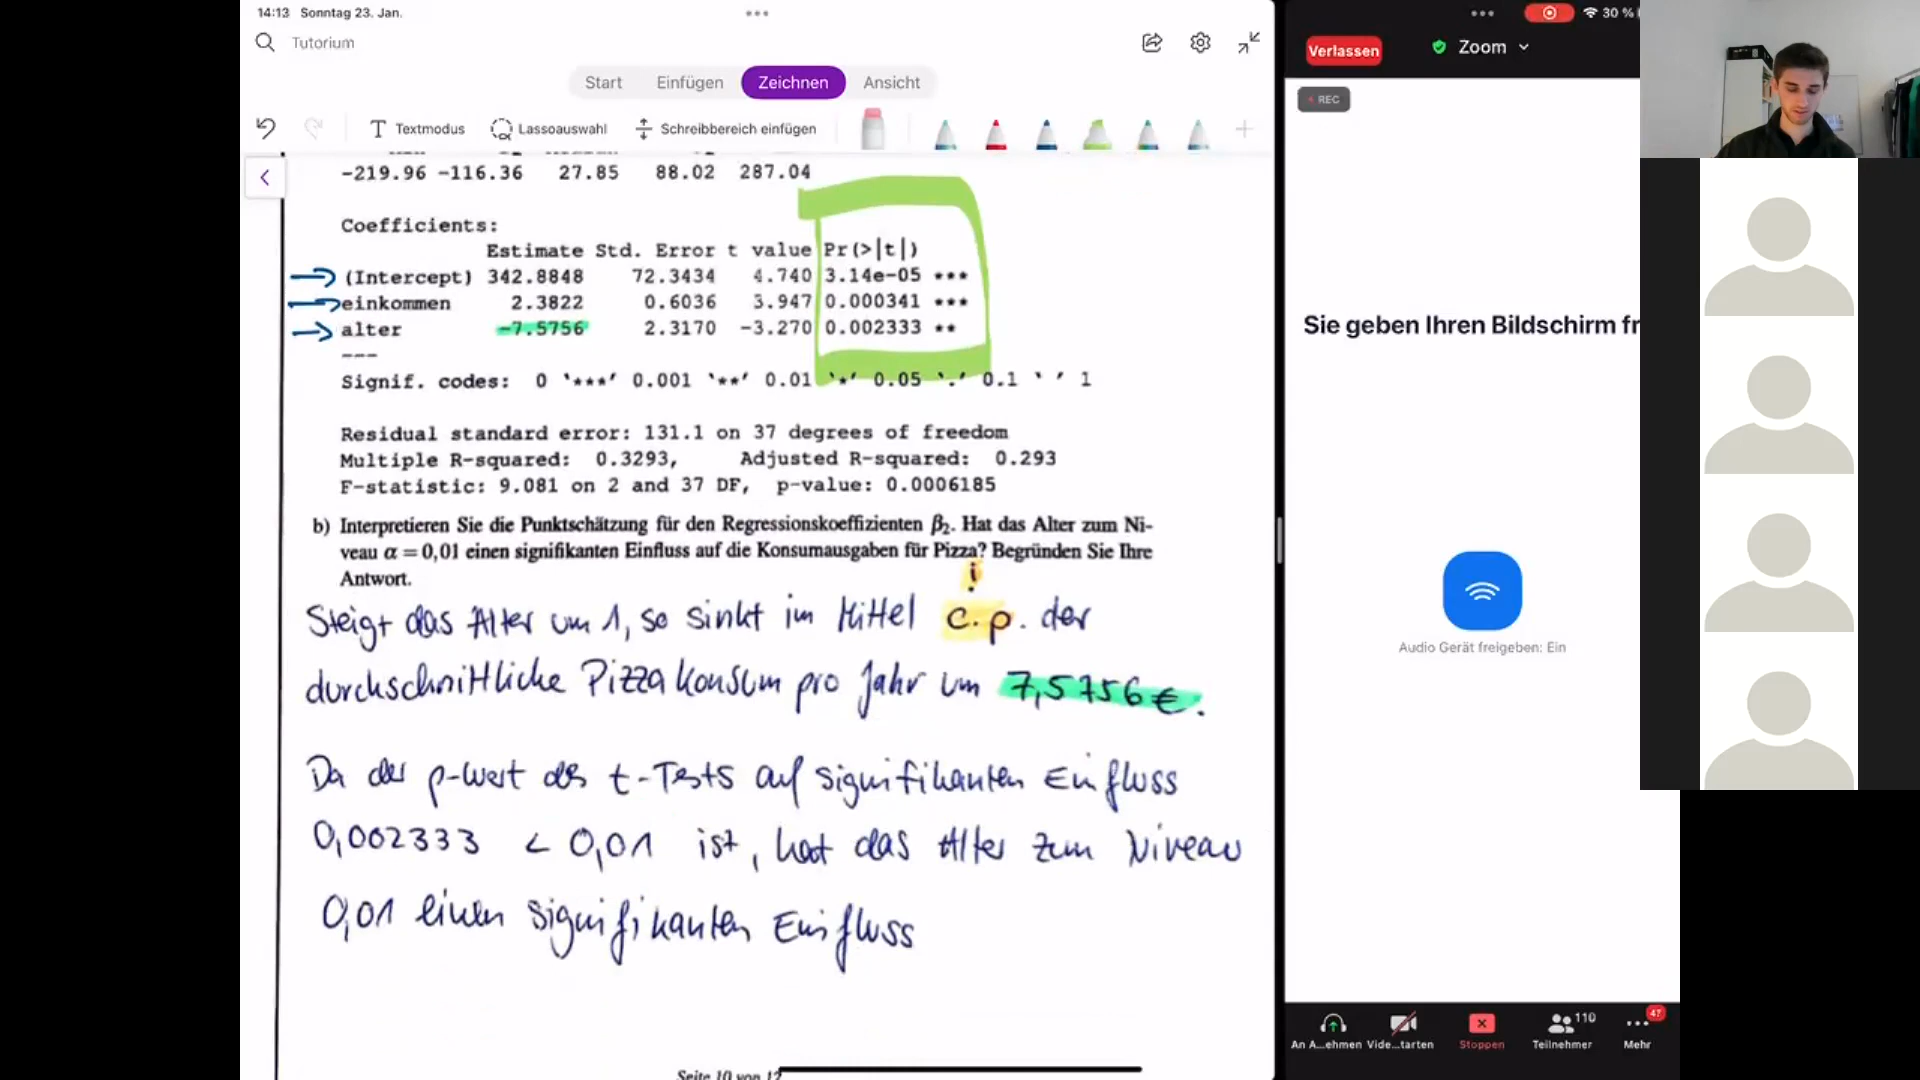 14:13 Sonntag 23. Jan.
Tutorium
Start Einfügen Zeichnen Ansicht
Textmodus Lassoauswahl Schreibbereich einfügen
-219.96 -116.36 27.85 88.02 287.04
Coefficients:
Estimate Std. Error t value Pr(>|t|)
(Intercept) 342.8848 72.3434 4.740 3.14e-05 ***
einkommen 2.3822 0.6036 3.947 0.000341 ***
alter -7.5756 2.3170 -3.270 0.002333 **
---
Signif. codes: 0 ‘***’ 0.001 ‘**’ 0.01 ‘*’ 0.05 ‘.’ 0.1 ‘ ’ 1
Residual standard error: 131.1 on 37 degrees of freedom
Multiple R-squared: 0.3293, Adjusted R-squared: 0.293
F-statistic: 9.081 on 2 and 37 DF, p-value: 0.0006185
b) Interpretieren Sie die Punktschätzung für den Regressionskoeffizienten β2. Hat das Alter zum Ni-
veau α = 0,01 einen signifikanten Einfluss auf die Konsumausgaben für Pizza? Begründen Sie Ihre
Antwort.
Steigt das Alter um 1, so sinkt im Mittel c.p. der
durchschnittliche Pizzakonsum pro Jahr um 7,5756€.
Da der p-Wert des t-Tests auf signifikanten Einfluss
0,002333 < 0,01 ist, hat das Alter zum Niveau
0,01 einen signifikanten Einfluss
Seite 10 von 12
30 %
Verlassen Zoom
REC
Sie geben Ihren Bildschirm fr
Audio Gerät freigeben: Ein
110 47
An A...ehmen Vide...tarten Stoppen Teilnehmer Mehr